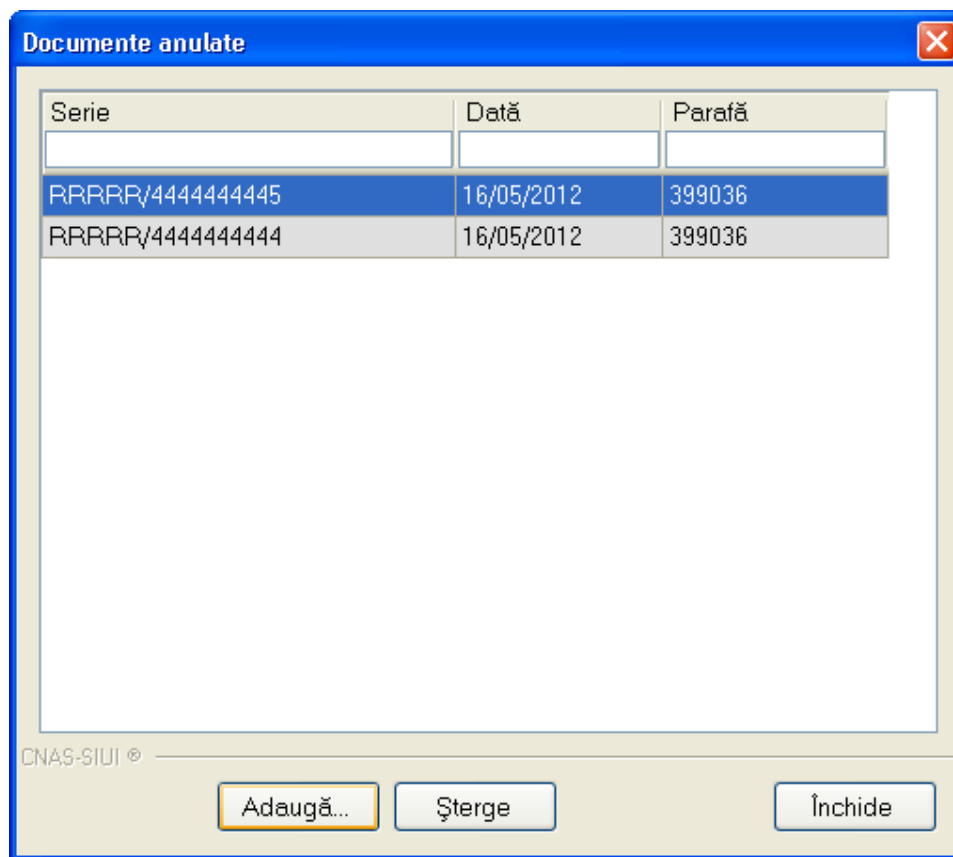 Documente anulate
Serie Dată Parafă
RRRRR/4444444445 16/05/2012 399036
RRRRR/4444444444 16/05/2012 399036
CNAS-SIUI ®
Adaugă... Şterge Închide